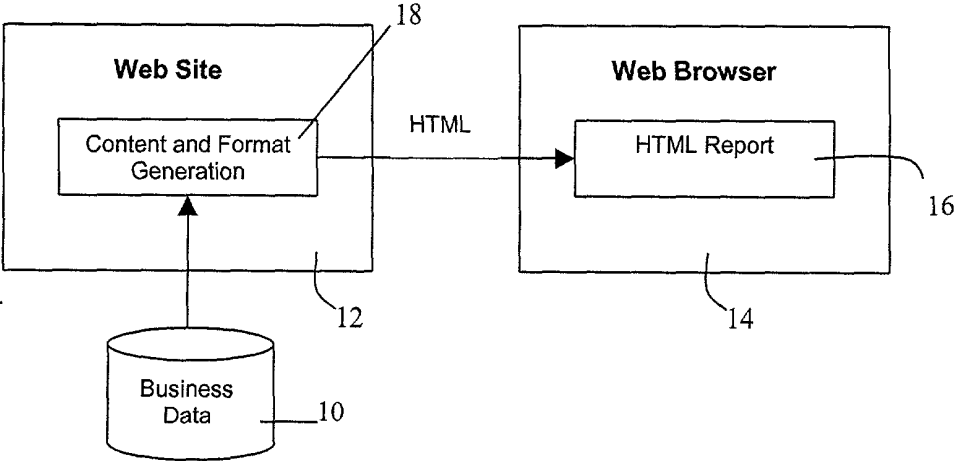 18
Web Site
Web Browser
HTML
Content and Format
Generation
HTML Report
16
12
14
Business
Data
10